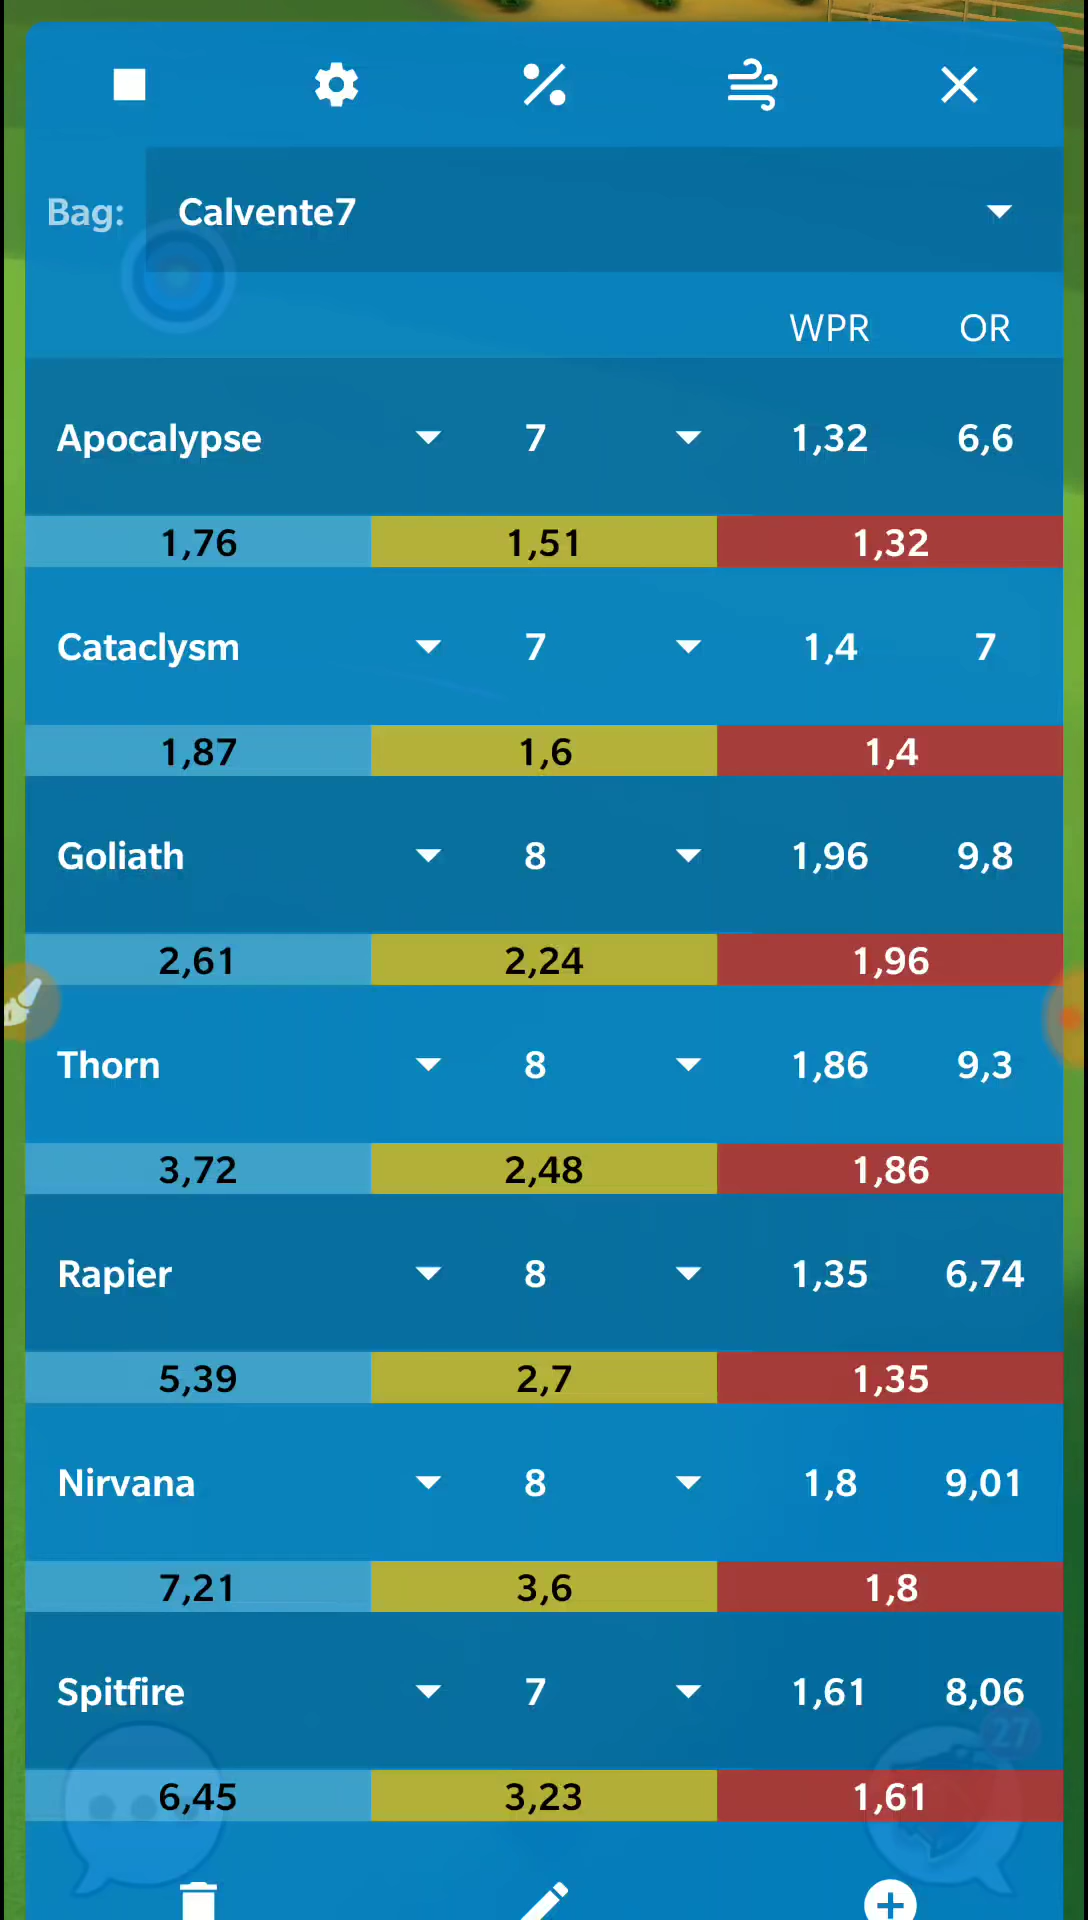 Bag: Calvente7
WPR OR
Apocalypse 7 1,32 6,6
1,76 1,51 1,32
Cataclysm 7 1,4 7
1,87 1,6 1,4
Goliath 8 1,96 9,8
2,61 2,24 1,96
Thorn 8 1,86 9,3
3,72 2,48 1,86
Rapier 8 1,35 6,74
5,39 2,7 1,35
Nirvana 8 1,8 9,01
7,21 3,6 1,8
Spitfire 7 1,61 8,06
27
6,45 3,23 1,61